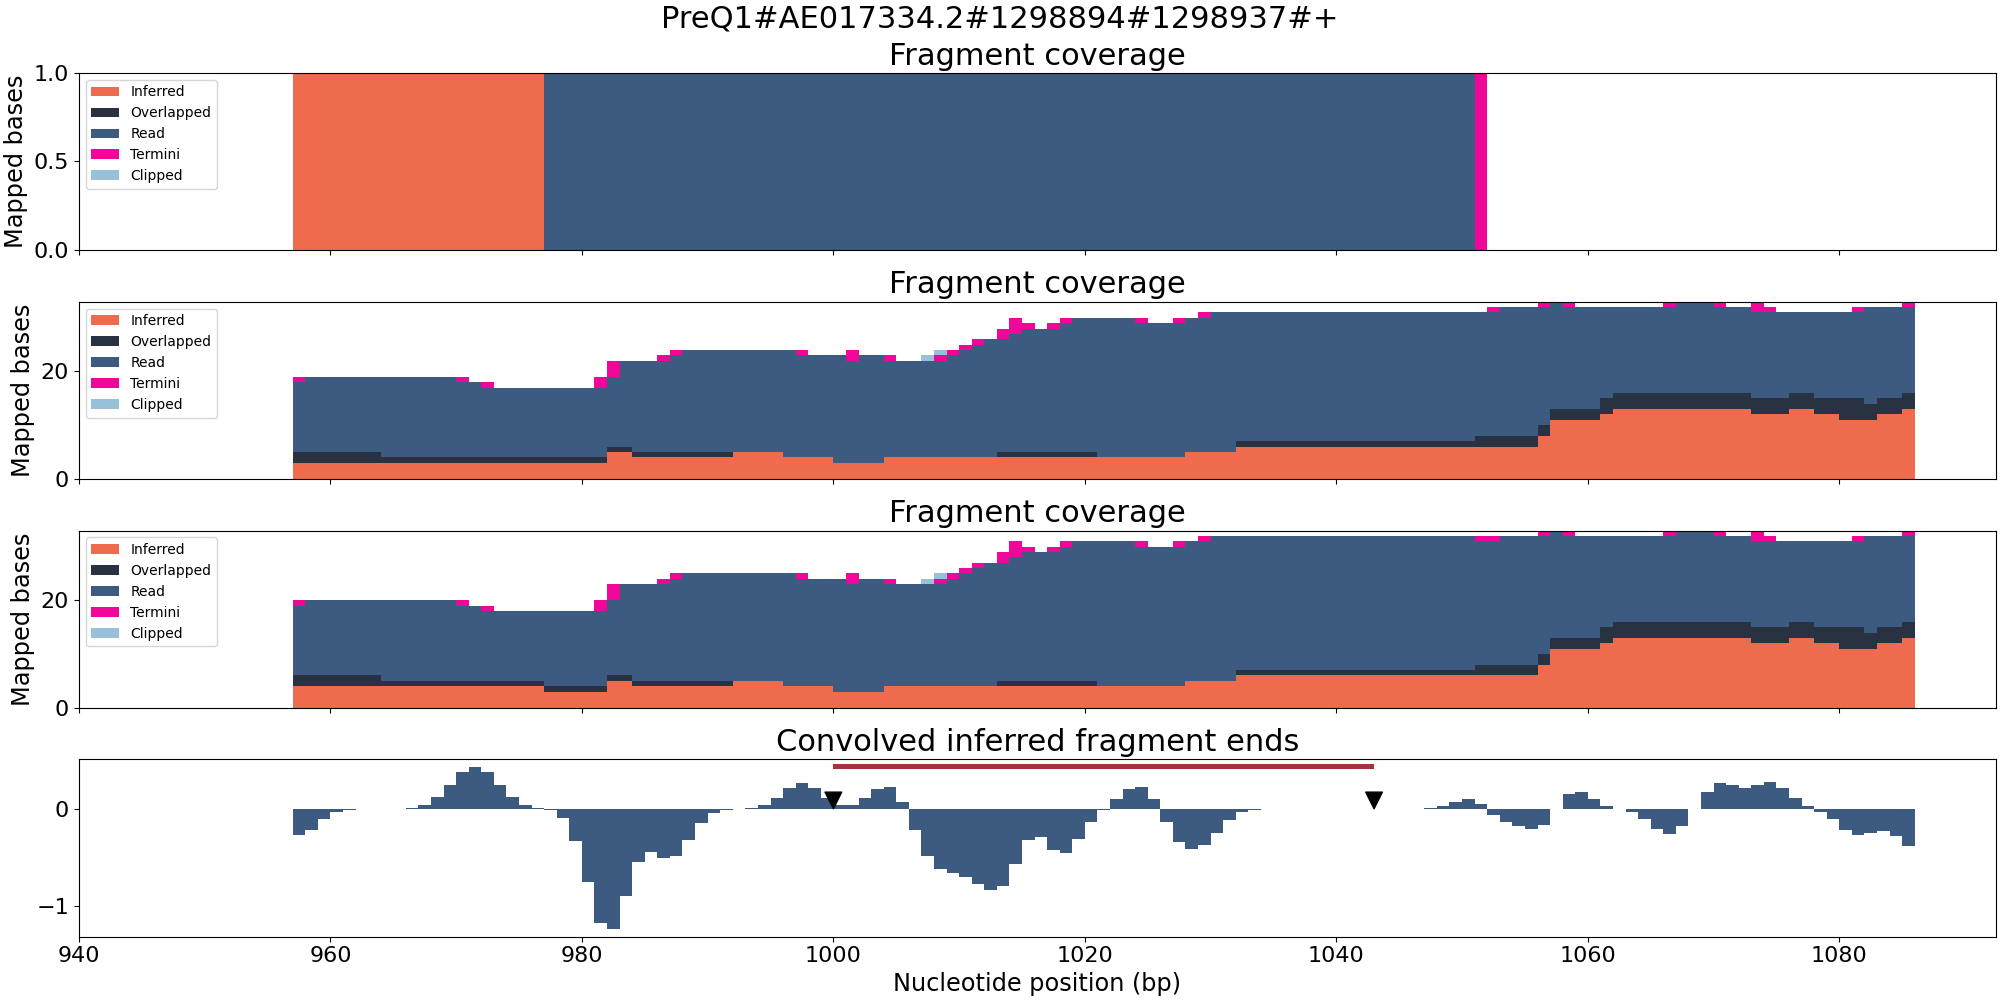 PreQ1#AE017334.2#1298894#1298937#+
Fragment coverage
Mapped bases
1.0
0.5
0.0
Inferred
Overlapped
Read
Termini
Clipped
Fragment coverage
Mapped bases
20
0
Inferred
Overlapped
Read
Termini
Clipped
Fragment coverage
Mapped bases
20
0
Inferred
Overlapped
Read
Termini
Clipped
Convolved inferred fragment ends
0
−1
940 960 980 1000 1020 1040 1060 1080
Nucleotide position (bp)